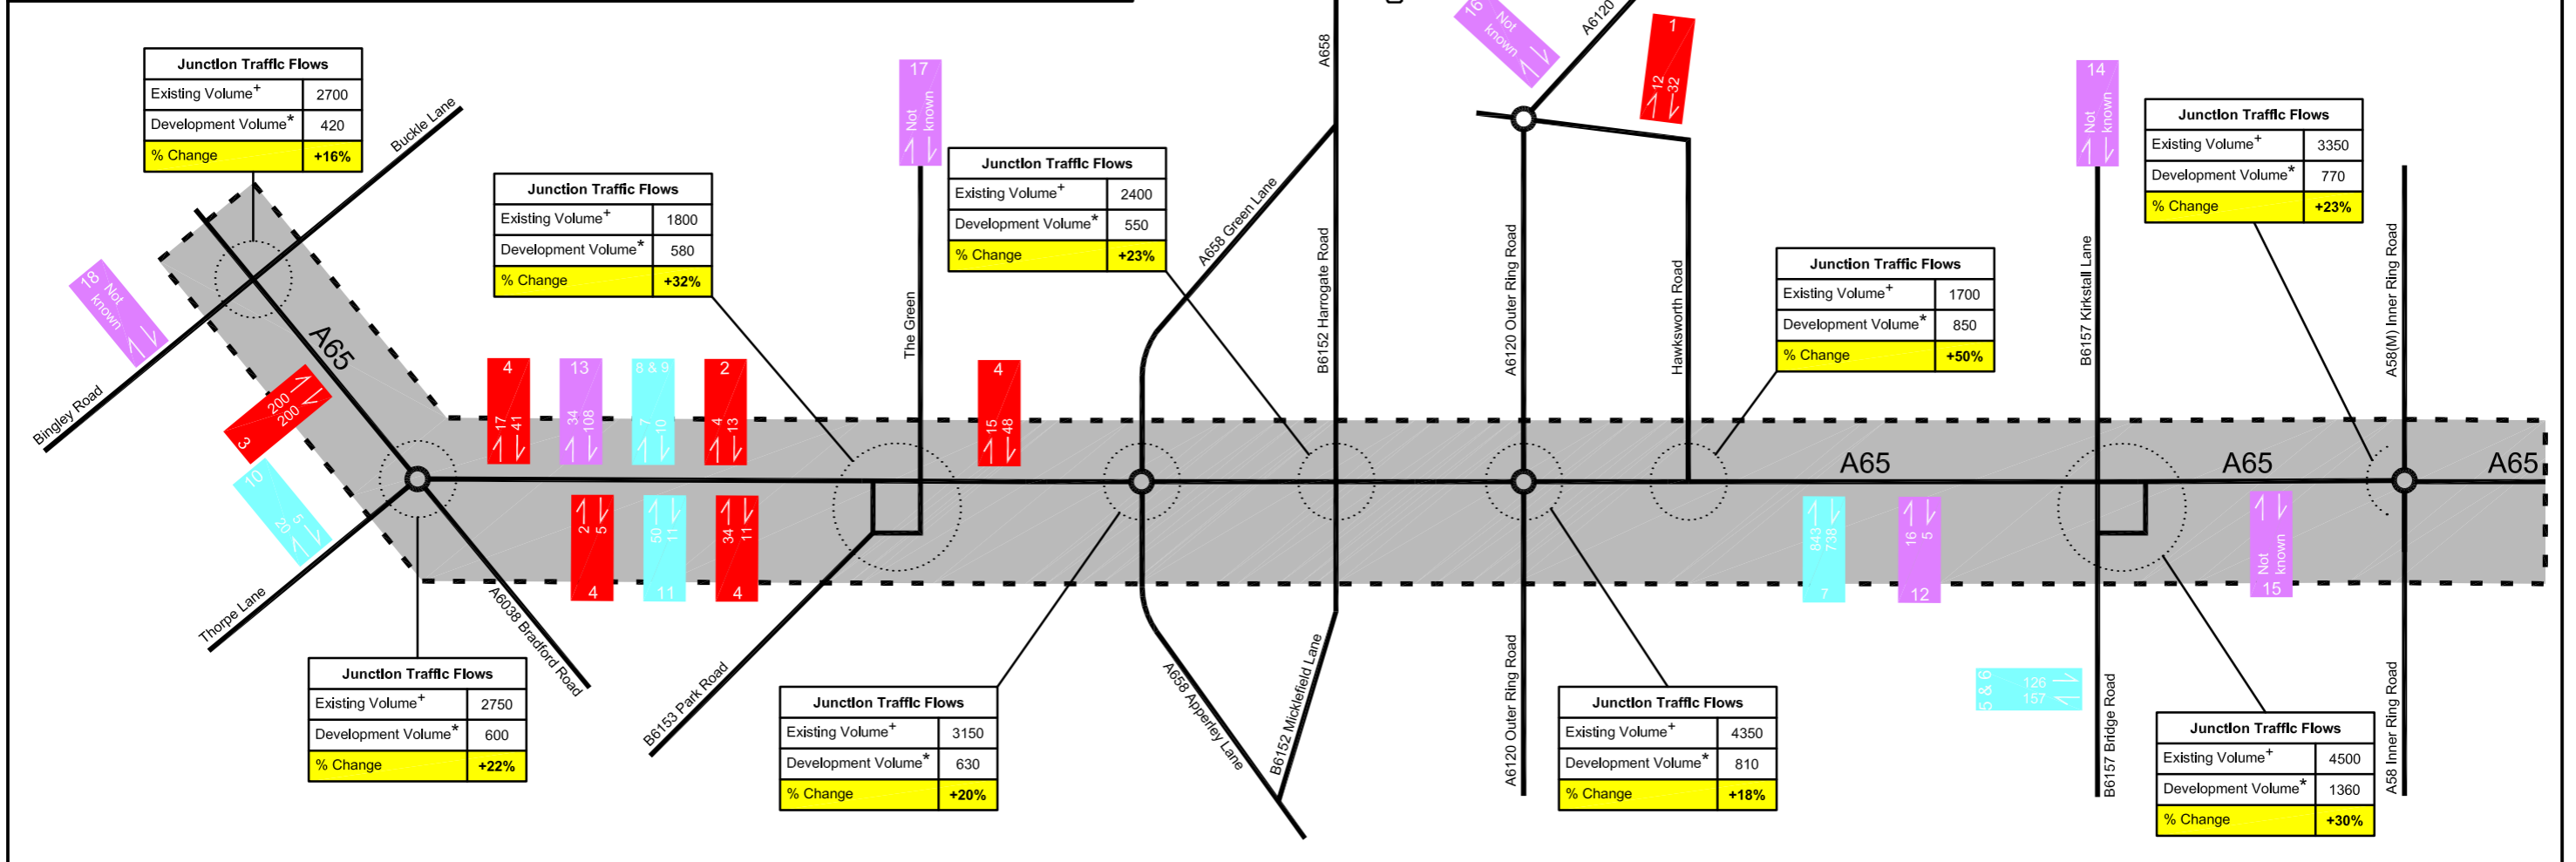 Junction Traffic Flows
Existing Volume+ 2700
Development Volume* 420
% Change +16%
Buckle Lane
18 Not known
Bingley Road
A65
3 200 200
10 5 20
Thorpe Lane
A6038 Bradford Road
Junction Traffic Flows
Existing Volume+ 2750
Development Volume* 600
% Change +22%
Junction Traffic Flows
Existing Volume+ 1800
Development Volume* 580
% Change +32%
4 17 41
13 34 108
8 & 9 7 10
2 4 13
2 5 4
50 11 11
34 11 4
B6153 Park Road
17 Not known
The Green
4 15 48
Junction Traffic Flows
Existing Volume+ 2400
Development Volume* 550
% Change +23%
A658 Green Lane
A658
B6152 Harrogate Road
Junction Traffic Flows
Existing Volume+ 3150
Development Volume* 630
% Change +20%
A658 Apperley Lane
B6152 Micklefield Lane
16 Not known
A6120
1 12 32
A6120 Outer Ring Road
Hawksworth Road
A6120 Outer Ring Road
Junction Traffic Flows
Existing Volume+ 4350
Development Volume* 810
% Change +18%
Junction Traffic Flows
Existing Volume+ 1700
Development Volume* 850
% Change +50%
A65
843 738 7
16 5 12
14 Not known
B6157 Kirkstall Lane
5 & 6 126 157
B6157 Bridge Road
Junction Traffic Flows
Existing Volume+ 3350
Development Volume* 770
% Change +23%
A58(M) Inner Ring Road
A65
A65
Not known 15
A58 Inner Ring Road
Junction Traffic Flows
Existing Volume+ 4500
Development Volume* 1360
% Change +30%